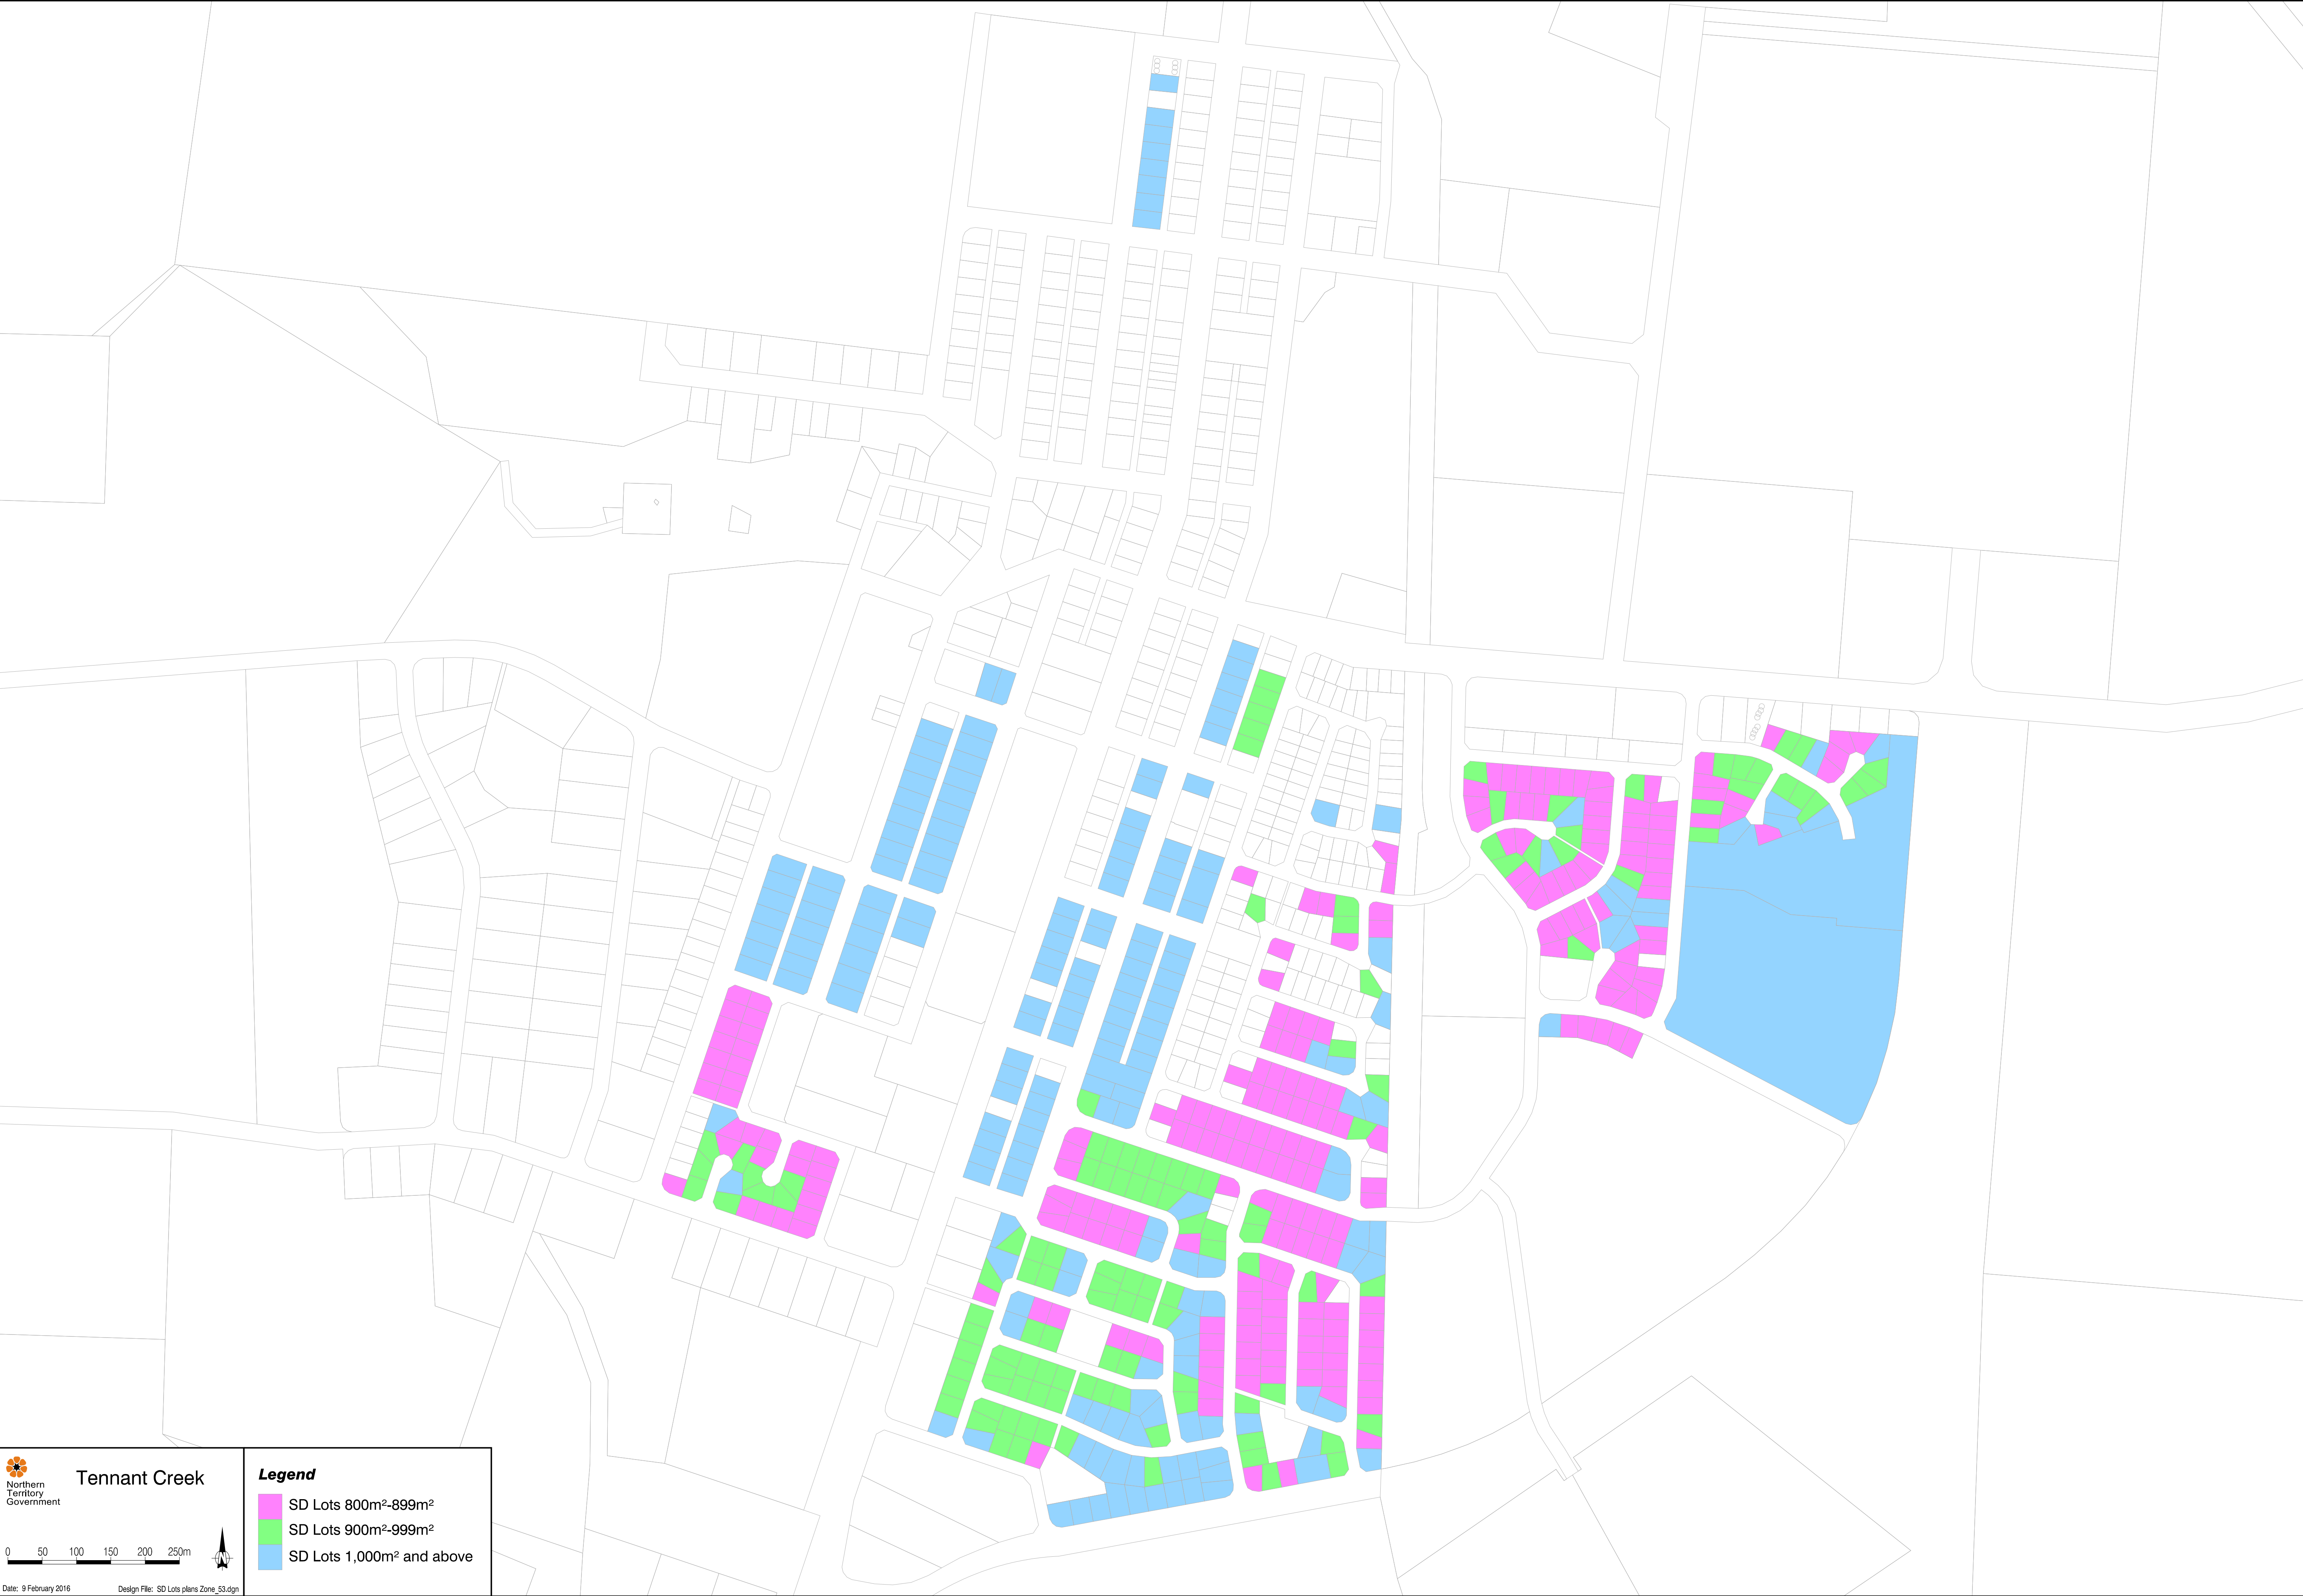 Northern
Territory
Government
Tennant Creek
0 50 100 150 200 250m
N
Date: 9 February 2016 Design File: SD Lots plans Zone_53.dgn
Legend
SD Lots 800m²-899m²
SD Lots 900m²-999m²
SD Lots 1,000m² and above